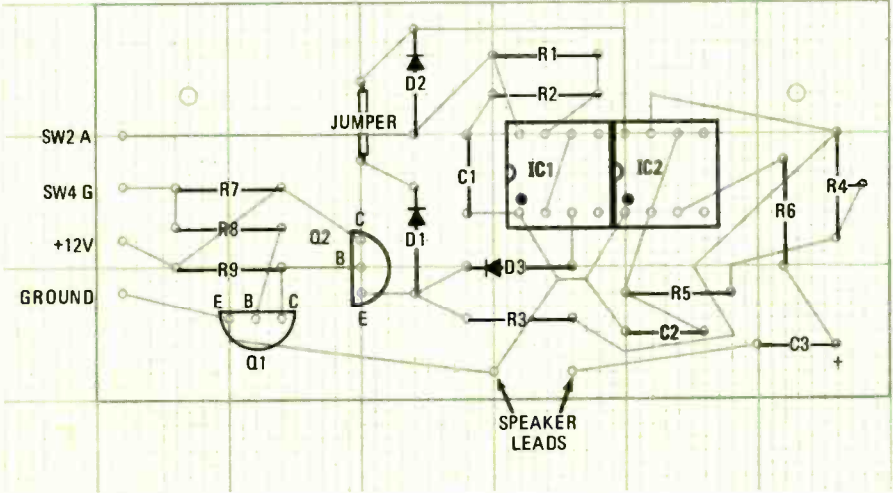 R1
D2
R2
JUMPER
SW2 A
IC1
IC2
C1
SW4 G
R7
R4
R6
R8
Q2
C
D1
+12V
B
R9
D3
GROUND
E B C
E
R5
R3
C2
Q1
C3
+
SPEAKER
LEADS